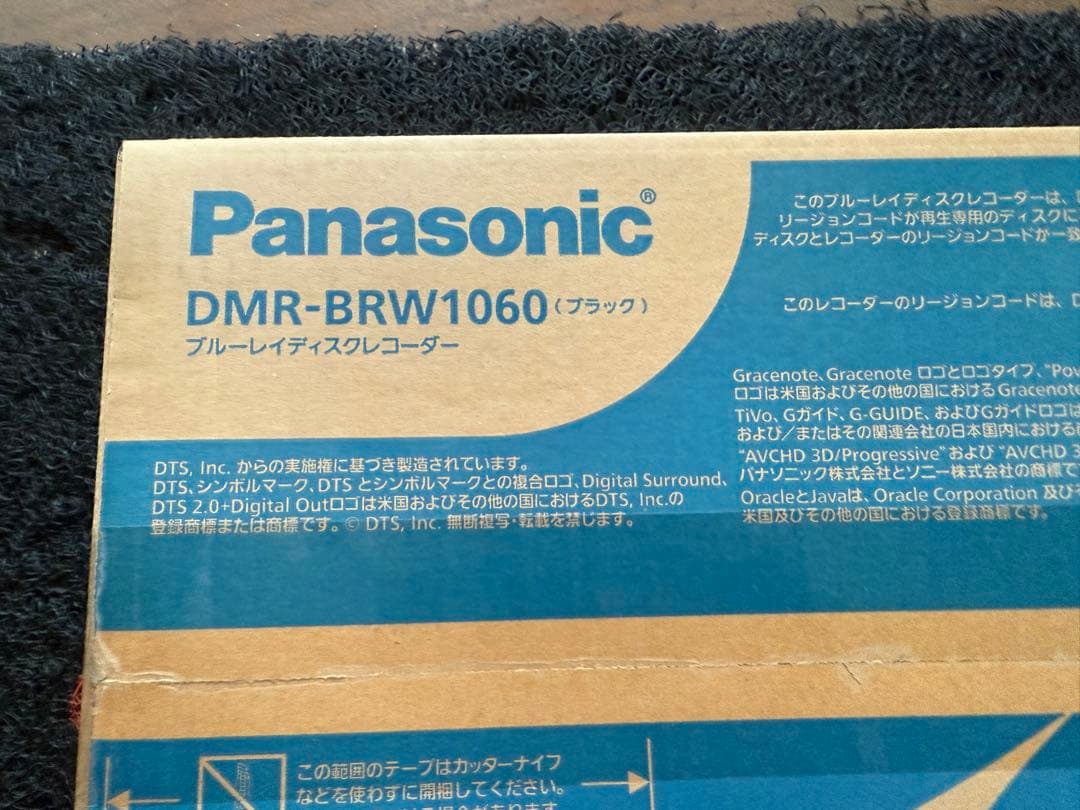 Panasonic®
DMR-BRW1060（ブラック）
ブルーレイディスクレコーダー
このブルーレイディスクレコーダーは、
リージョンコードが再生専用のディスクに
ディスクとレコーダーのリージョンコードが一致
このレコーダーのリージョンコードは、
Gracenote、Gracenote ロゴとロゴタイプ、"Pow
ロゴは米国およびその他の国におけるGracenote
TiVo、Gガイド、G-GUIDE、およびGガイドロゴは
および／またはその関連会社の日本国内における
"AVCHD 3D/Progressive"および "AVCHD 3
パナソニック株式会社とソニー株式会社の商標で
OracleとJavaは、Oracle Corporation 及び
米国及びその他の国における登録商標です。
DTS, Inc. からの実施権に基づき製造されています。
DTS、シンボルマーク、DTS とシンボルマークとの複合ロゴ、Digital Surround、
DTS 2.0+Digital Outロゴは米国およびその他の国におけるDTS, Inc.の
登録商標または商標です。© DTS, Inc. 無断複写・転載を禁じます。
この範囲のテープはカッターナイフ
などを使わずに開梱してください。